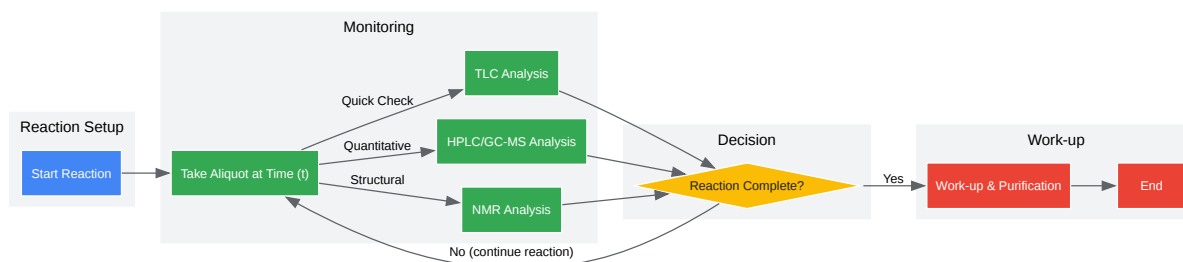 Reaction Setup
Start Reaction
Monitoring
Take Aliquot at Time (t)
Quick Check
Quantitative
Structural
TLC Analysis
HPLC/GC-MS Analysis
NMR Analysis
No (continue reaction)
Decision
Reaction Complete?
Yes
Work-up
Work-up & Purification
End